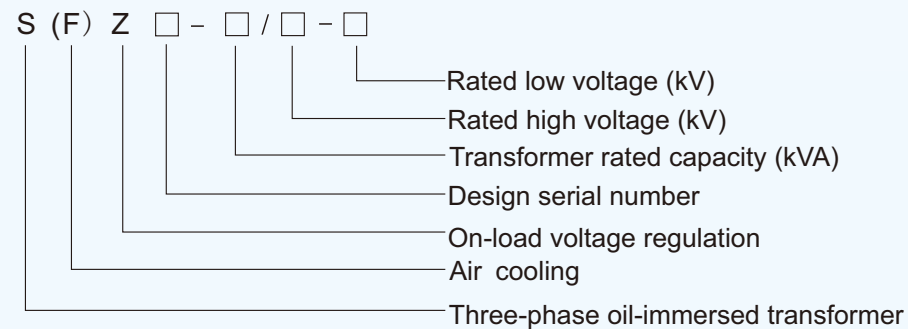 S (F) Z □ - □ / □ - □
Rated low voltage (kV)
Rated high voltage (kV)
Transformer rated capacity (kVA)
Design serial number
On-load voltage regulation
Air cooling
Three-phase oil-immersed transformer